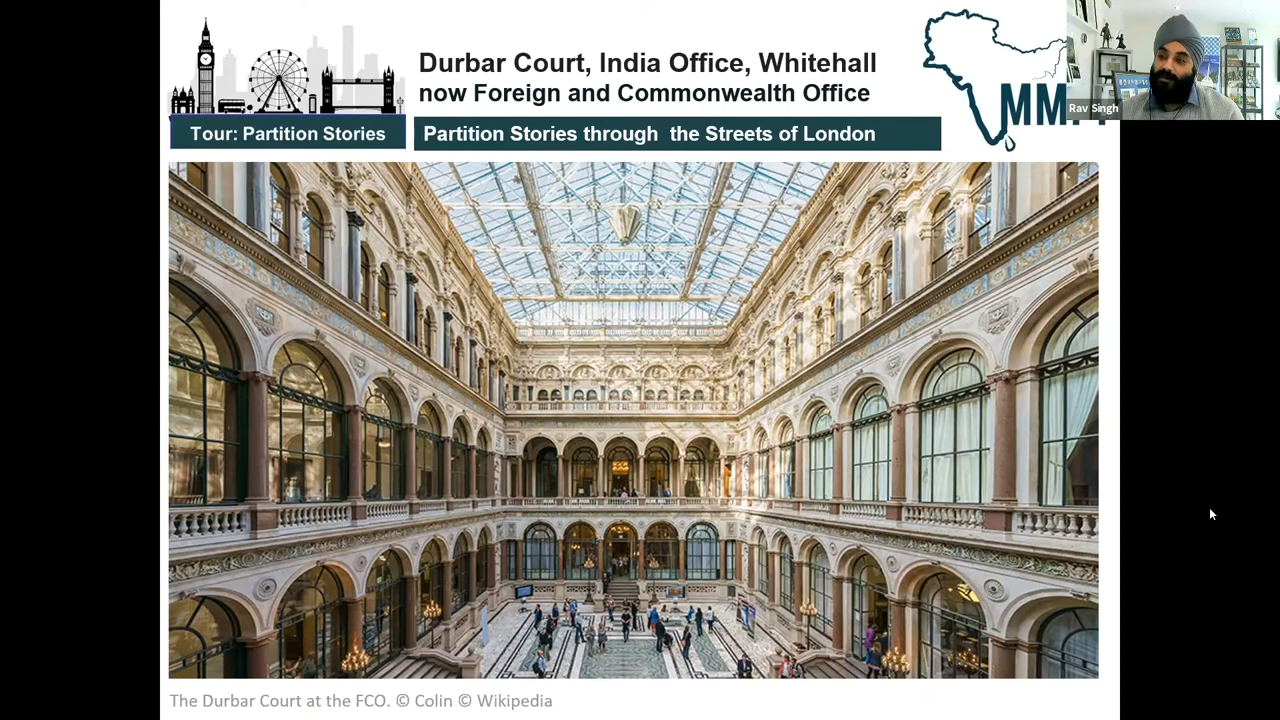 Durbar Court, India Office, Whitehall
now Foreign and Commonwealth Office
Tour: Partition Stories
Partition Stories through the Streets of London
Rav Singh
The Durbar Court at the FCO. © Colin © Wikipedia